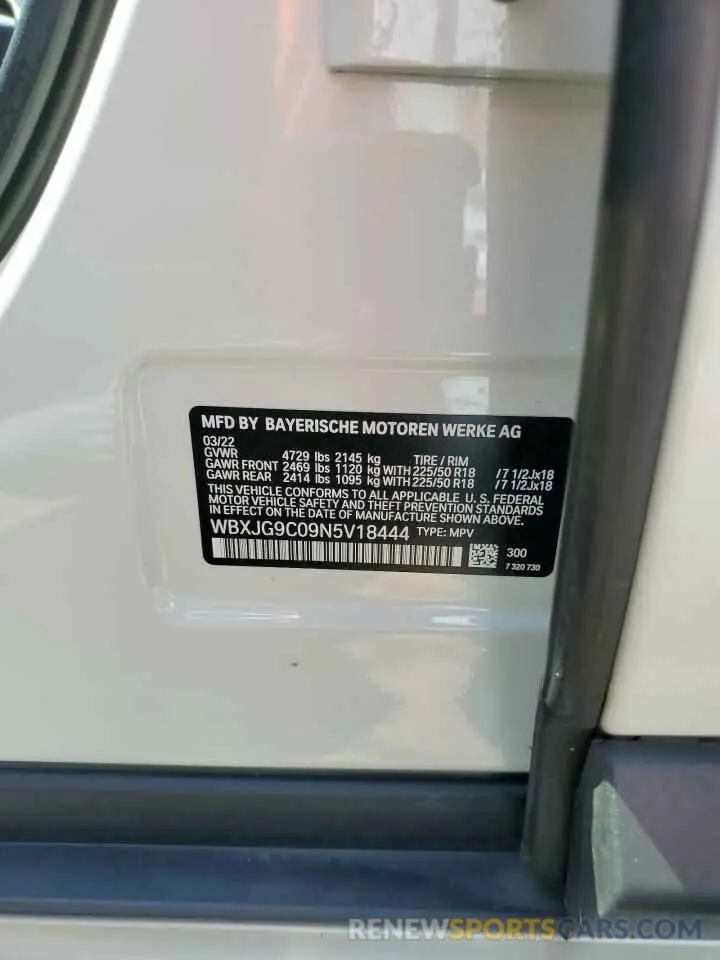 MFD BY BAYERISCHE MOTOREN WERKE AG
03/22
GVWR 4729 lbs 2145 kg TIRE / RIM
GAWR FRONT 2469 lbs 1120 kg WITH 225/50 R18 /7 1/2Jx18
GAWR REAR 2414 lbs 1095 kg WITH 225/50 R18 /7 1/2Jx18
THIS VEHICLE CONFORMS TO ALL APPLICABLE U. S. FEDERAL
MOTOR VEHICLE SAFETY AND THEFT PREVENTION STANDARDS
IN EFFECT ON THE DATE OF MANUFACTURE SHOWN ABOVE.
WBXJG9C09N5V18444 TYPE: MPV
300
7 320 730
RENEWSPORTSCARS.COM